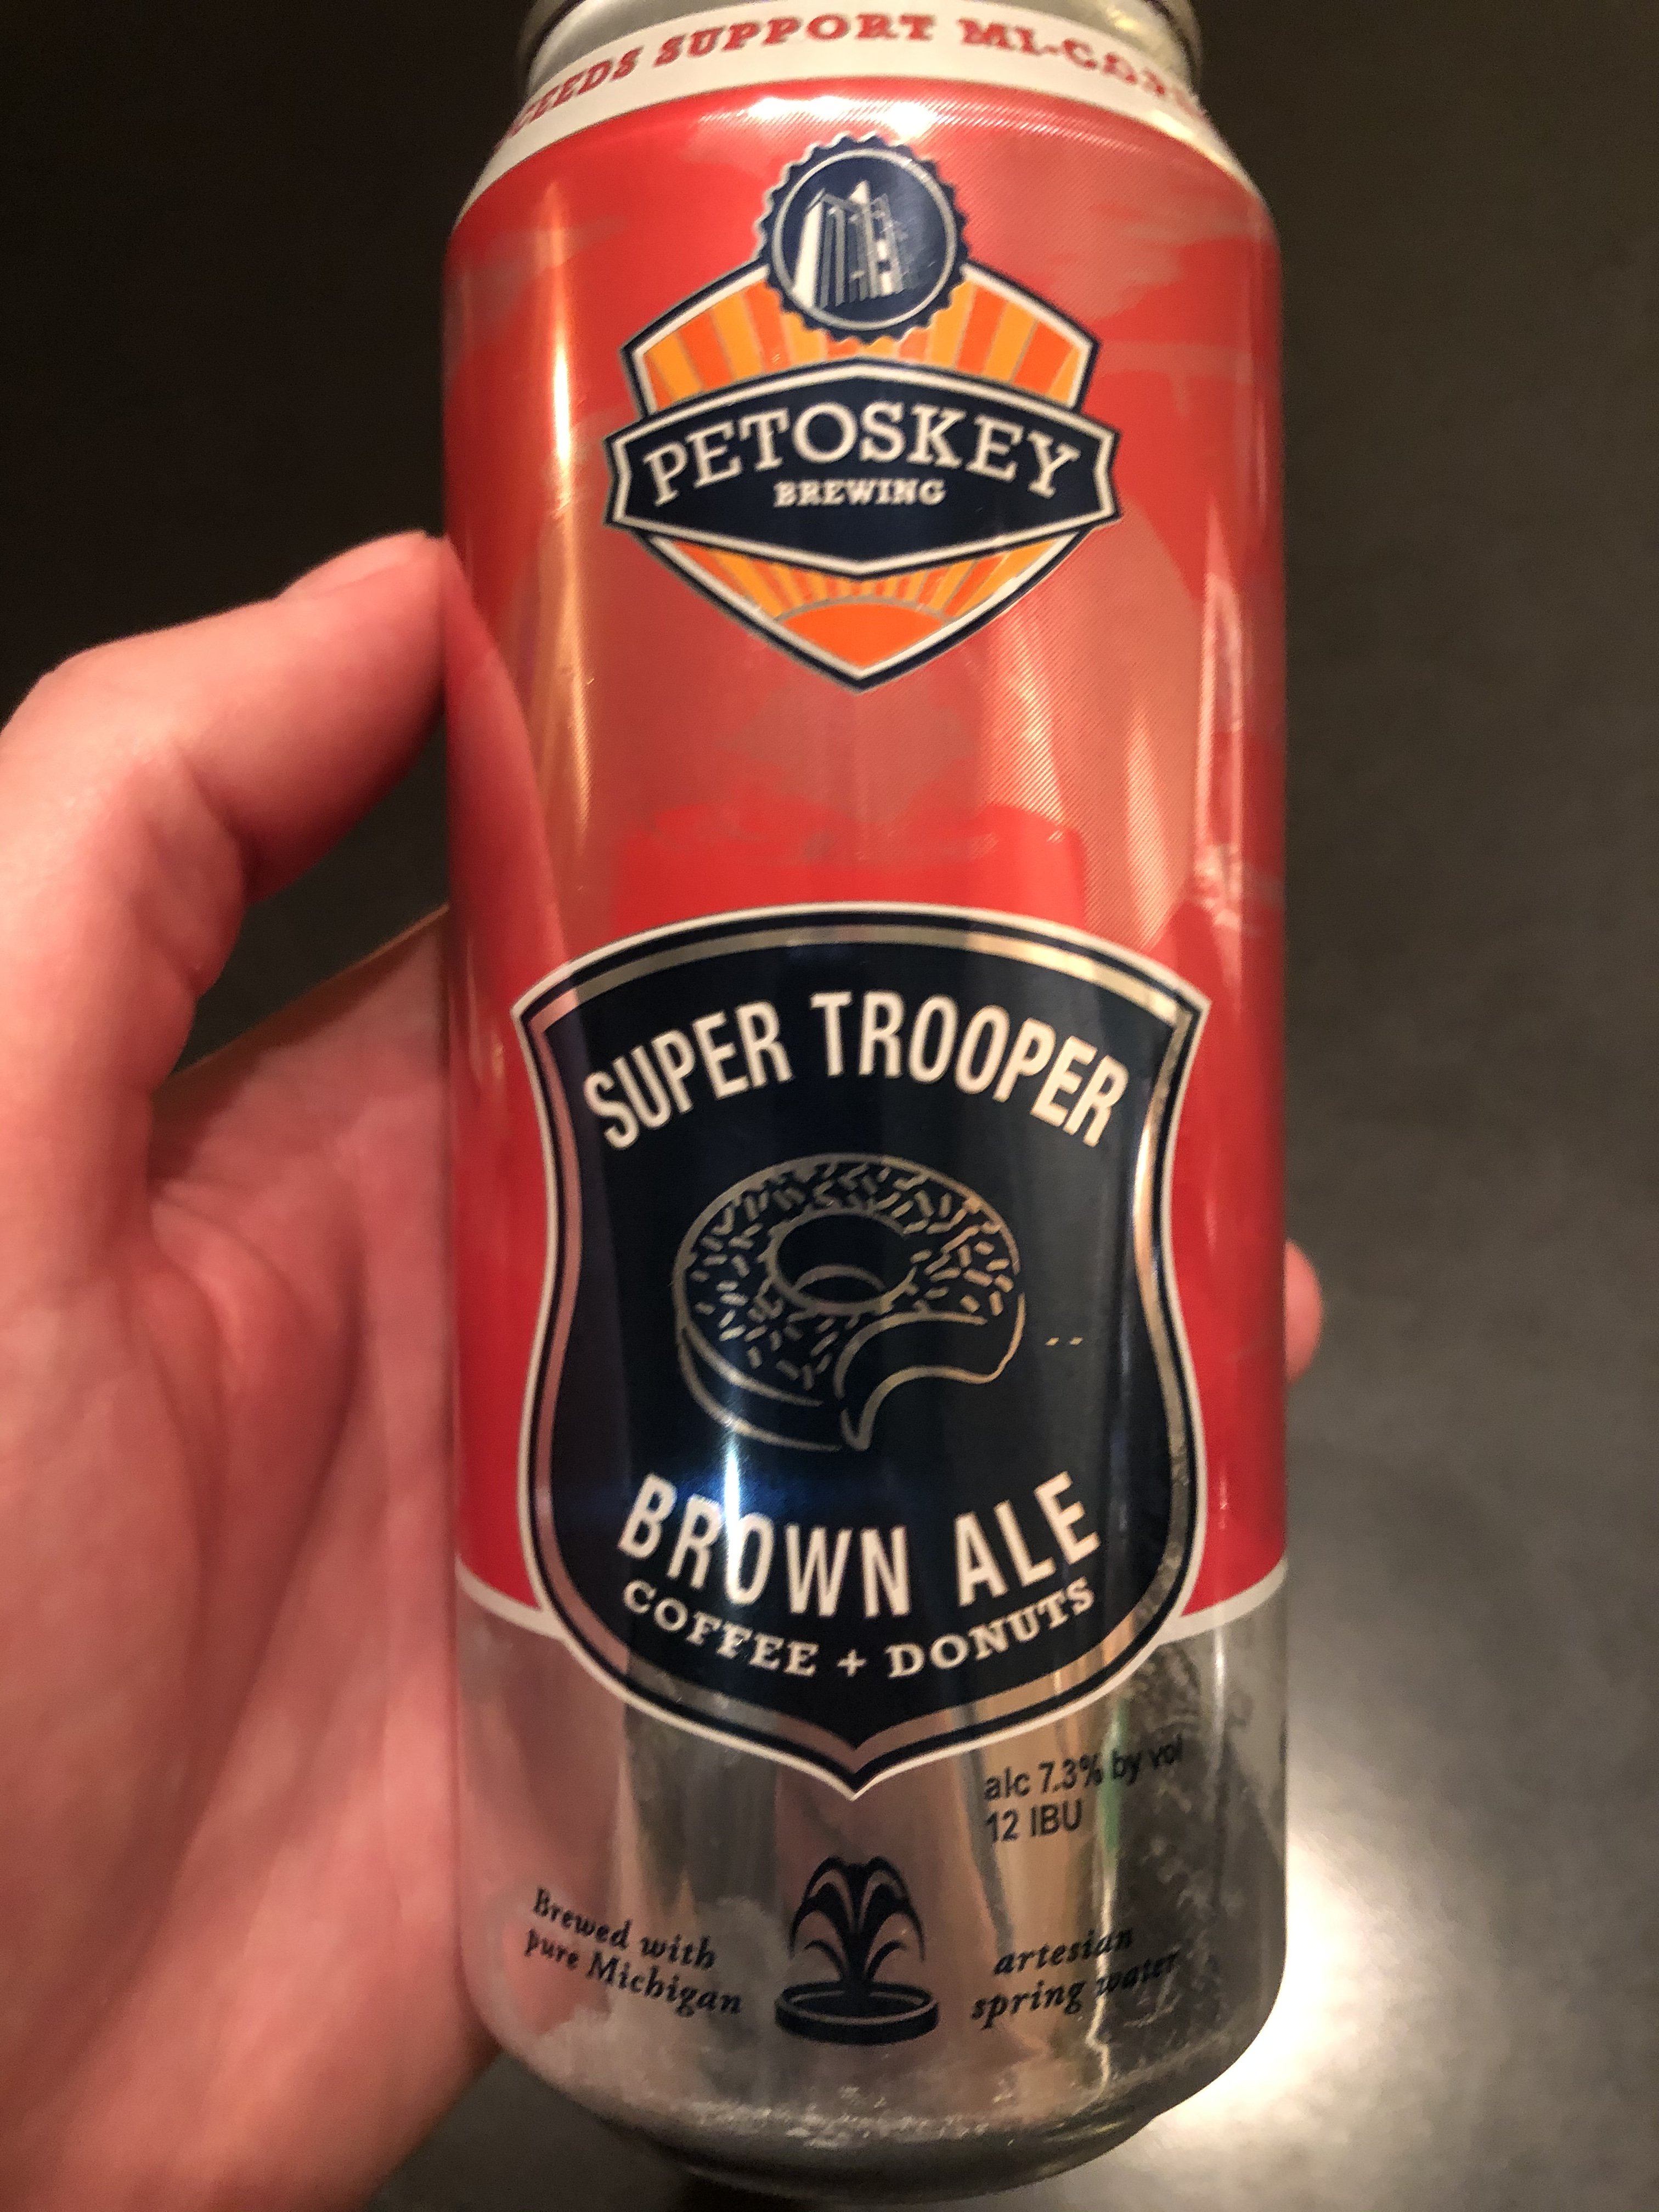 SUPPORT
PETOSKEY
BREWING
SUPER TROOPER
BROWN ALE
COFFEE + DONUTS
alc 7.3% by vol
12 IBU
Brewed with
pure Michigan
artesian
spring water